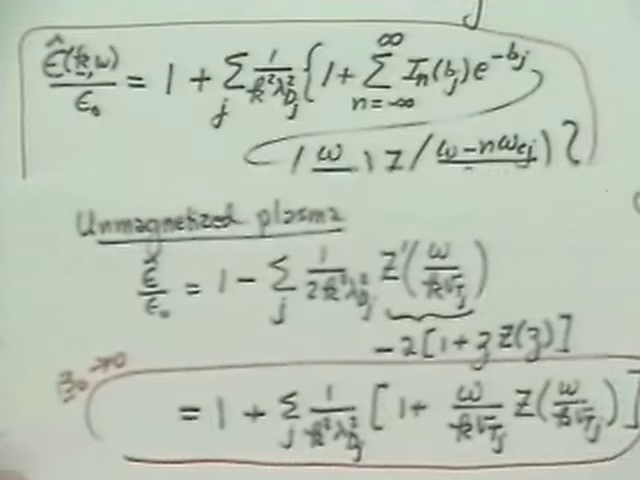 ε̂(k,ω)/ε₀ = 1 + Σ_j 1/(k²λ²_Dj) { 1 + Σ_{n=-∞}^{∞} I_n(b_j) e^{-b_j}
( ω ) Z ( ω - nω_cj ) }
Unmagnetized plasma
ε̂/ε₀ = 1 - Σ_j 1/(2k²λ²_Dj) Z'(ω/(kv_Tj))
-2[1 + ζ Z(ζ)]
B₀→0
= 1 + Σ_j 1/(k²λ²_Dj) [ 1 + ω/(kv_Tj) Z(ω/(kv_Tj)) ]